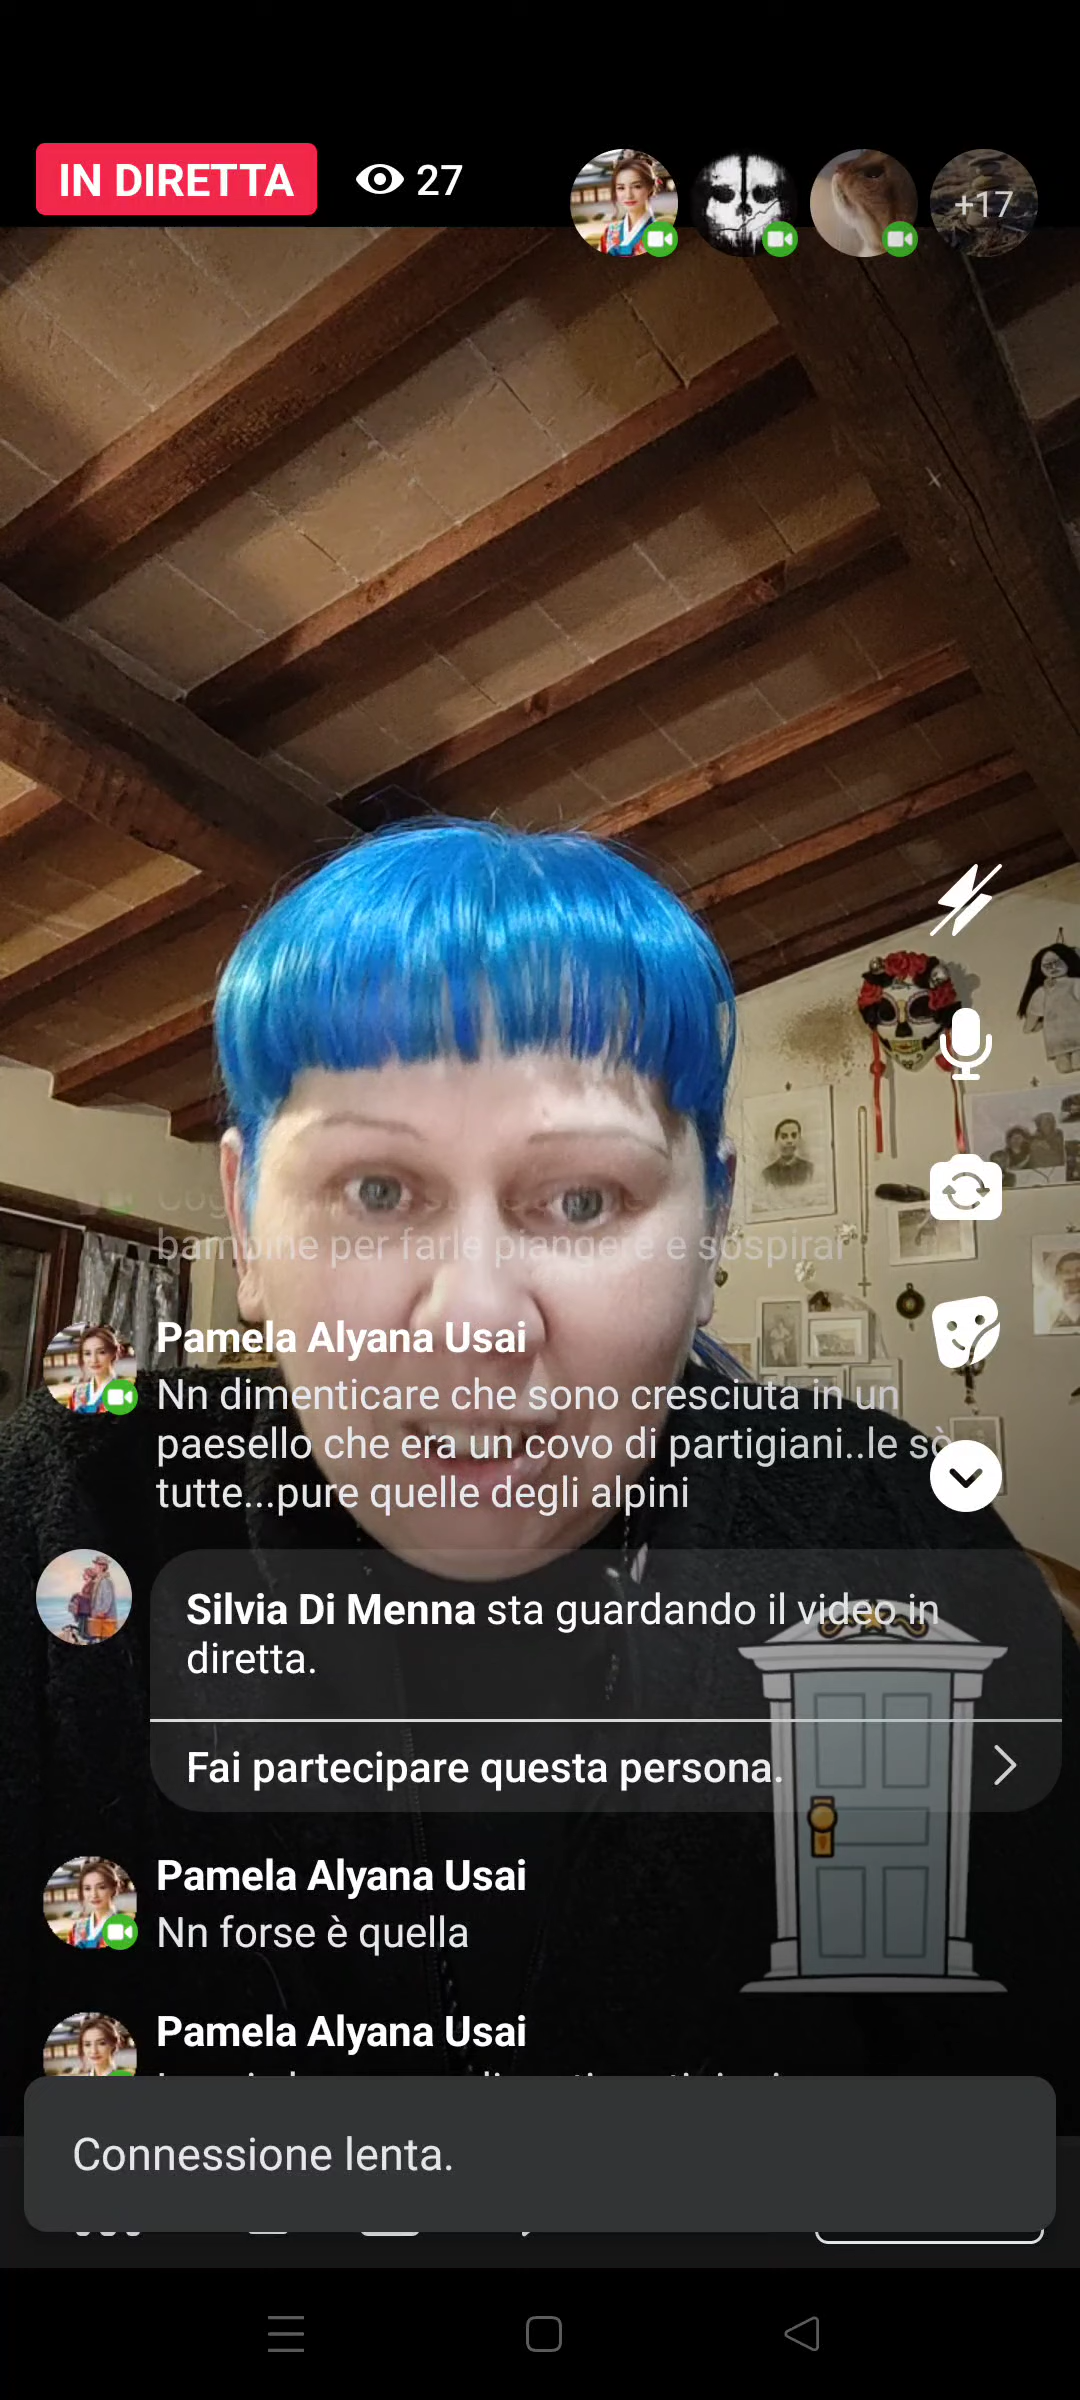 IN DIRETTA
27
+17
bambine per farle piangere e sospirar
Pamela Alyana Usai
Nn dimenticare che sono cresciuta in un
paesello che era un covo di partigiani..le sò
tutte...pure quelle degli alpini
Silvia Di Menna sta guardando il video in
diretta.
Fai partecipare questa persona.
Pamela Alyana Usai
Nn forse è quella
Pamela Alyana Usai
Connessione lenta.